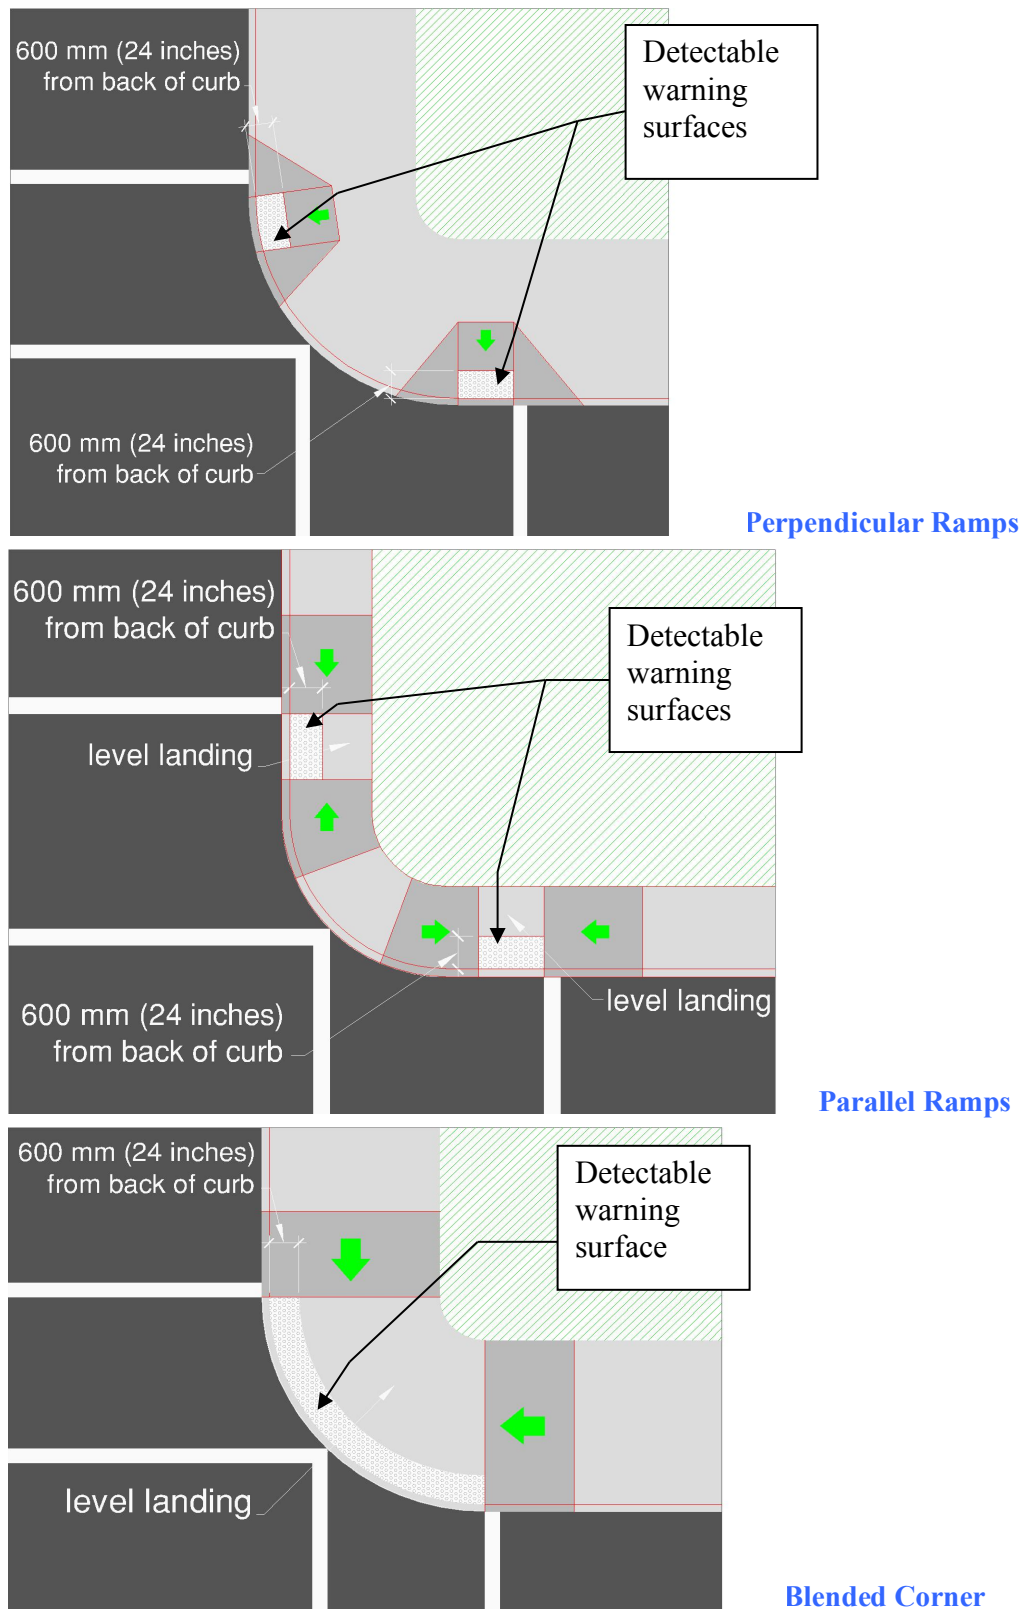 600 mm (24 inches)
from back of curb
Detectable
warning
surfaces
600 mm (24 inches)
from back of curb
Perpendicular Ramps
600 mm (24 inches)
from back of curb
Detectable
warning
surfaces
level landing
level landing
600 mm (24 inches)
from back of curb
Parallel Ramps
600 mm (24 inches)
from back of curb
Detectable
warning
surface
level landing
Blended Corner